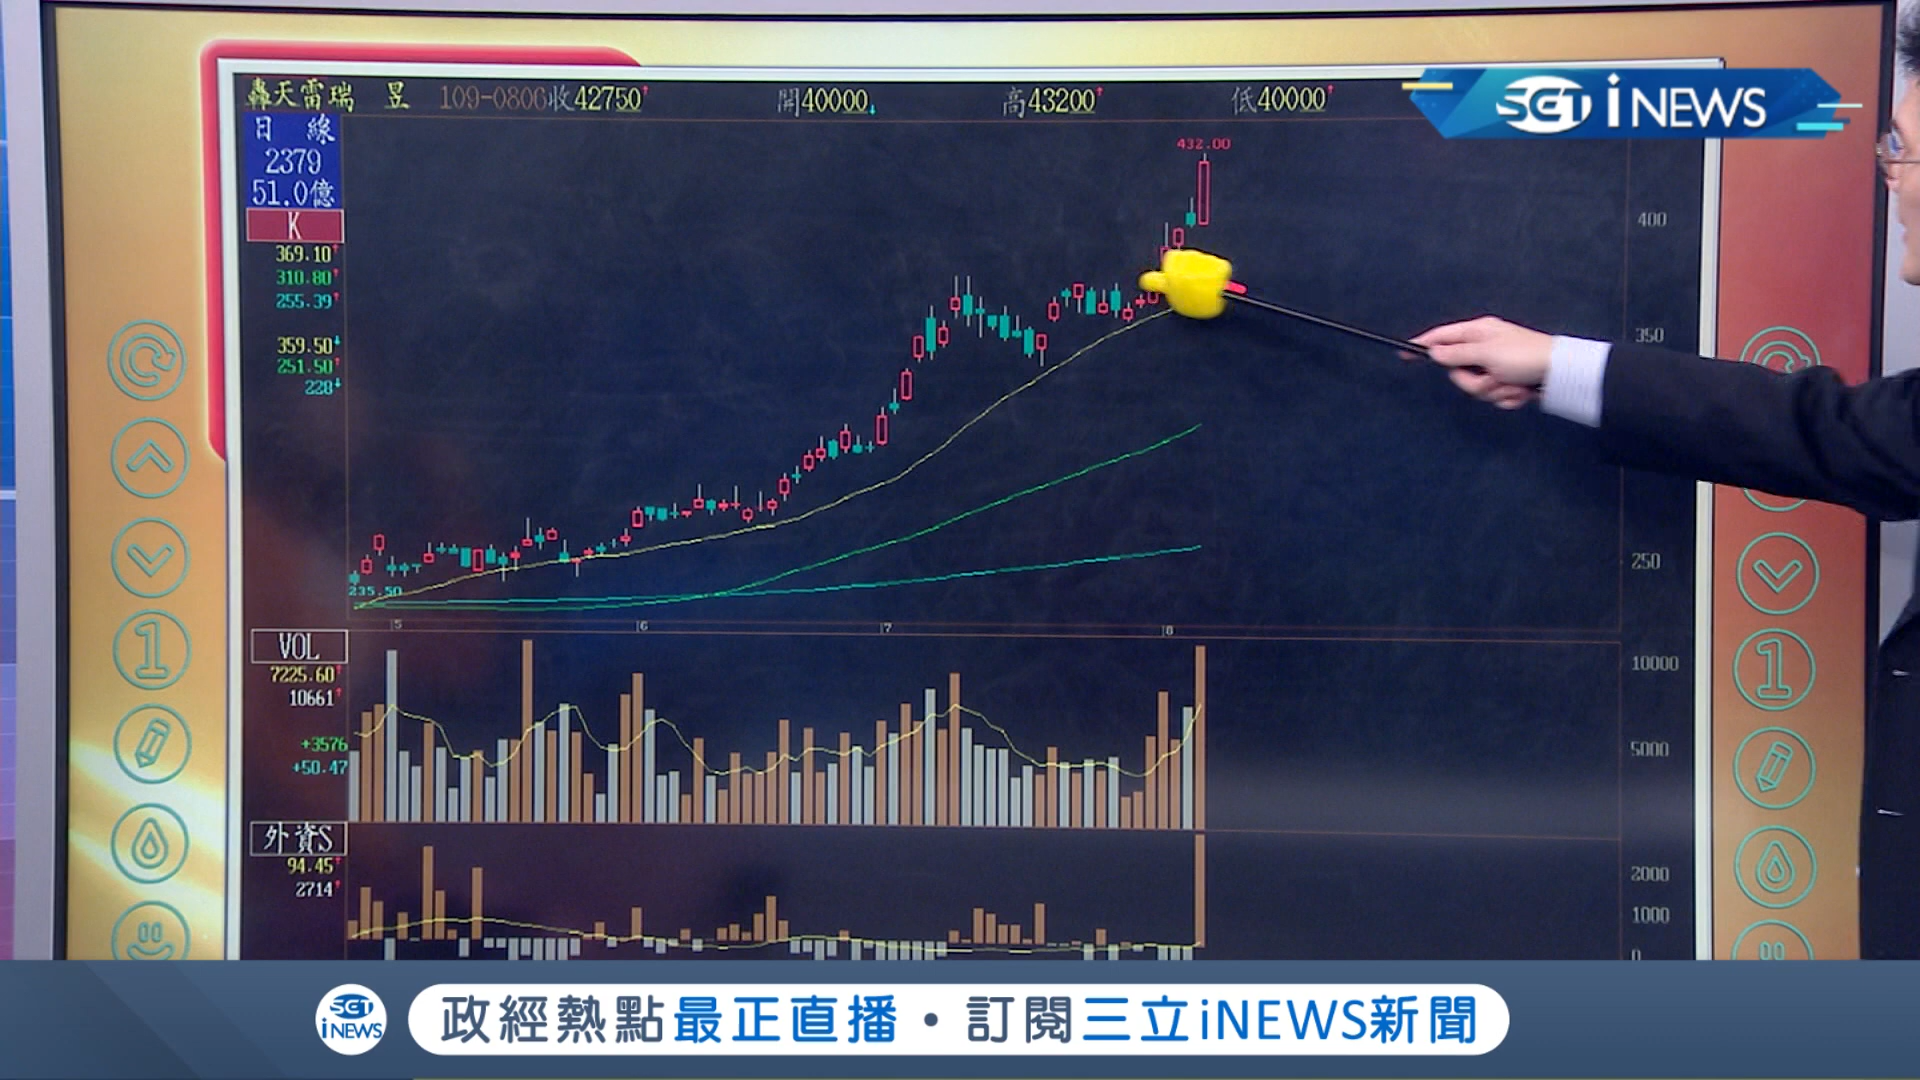 轟天雷瑞 昱 109-0806收42750↑ 開40000↓ 高43200↑ 低40000↑
SET iNEWS
日 線
2379
51.0億
K
369.10↑
310.80↑
255.39↑
359.50↓
251.50↑
228↓
432.00
400
350
250
235.50
5 6 7 8
VOL
7225.60↑
10661↑
+3576
+50.47
10000
5000
外資S
94.45↑
2714↑
2000
1000
0
1
1
SET iNEWS
政經熱點最正直播・訂閱三立iNEWS新聞